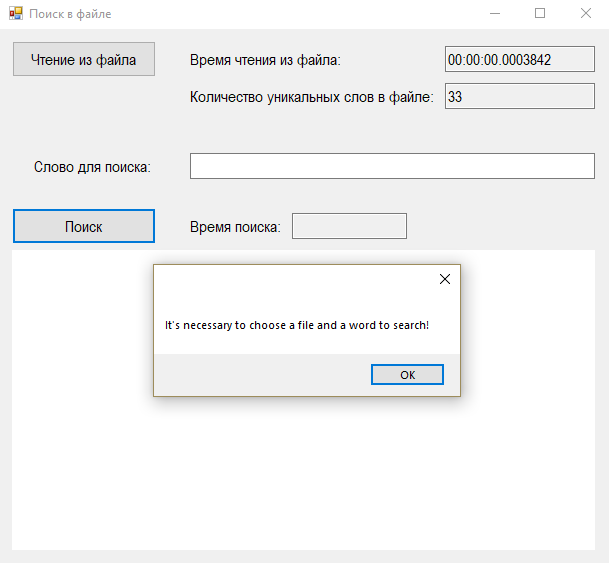 Поиск в файле
Чтение из файла
Время чтения из файла:
00:00:00.0003842
Количество уникальных слов в файле:
33
Слово для поиска:
Поиск
Время поиска:
It's necessary to choose a file and a word to search!
OK